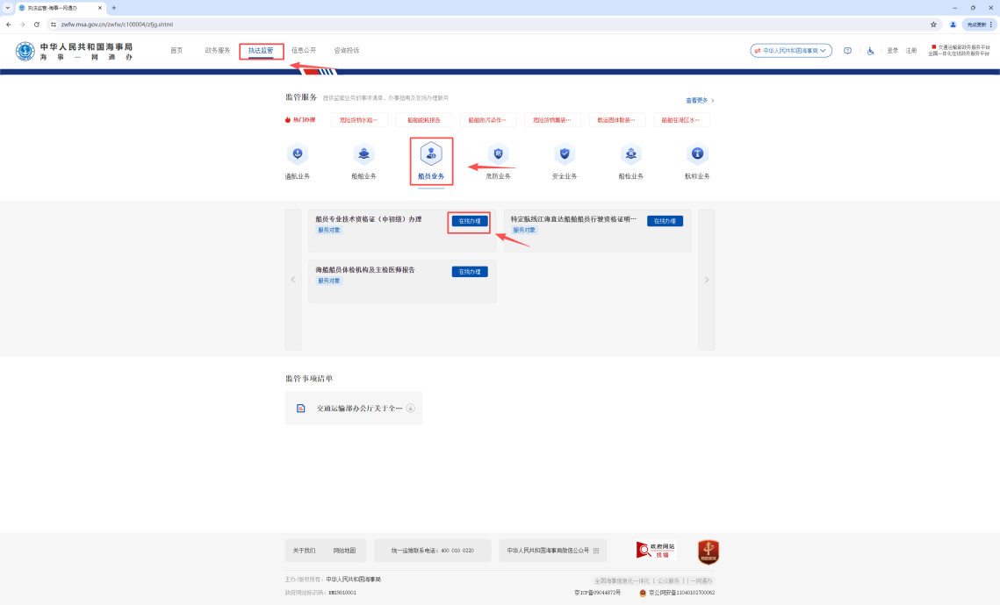 执法监管-海事一网通办
zwfw.msa.gov.cn/zwfw/c100004/zfjg.shtml
完成更新
中华人民共和国海事局
海事一网通办
首页 政务服务 执法监管 信息公开 咨询投诉
中华人民共和国海事局
登录 注册
交通运输部政务服务平台
全国一体化在线政务服务平台
监管服务 提供监管业务的事项清单、办事指南及在线办理服务
查看更多 >
热门办理 危险货物水路… 船舶能耗报告 船舶防污染作… 危险货物集装… 载运固体散装… 船舶在港区水…
通航业务 船舶业务 船员业务 危防业务 安全业务 船检业务 航标业务
船员专业技术资格证（中初级）办理 在线办理
服务对象
特定航线江海直达船舶船员行驶资格证明… 在线办理
服务对象
海船船员体检机构及主检医师报告 在线办理
服务对象
监管事项清单
交通运输部办公厅关于全…
关于我们 网站地图
统一运维联系电话：400 010 0220
中华人民共和国海事局微信公众号
政府网站
找错
主办/版权所有：中华人民共和国海事局
政府网站标识码：BM19010001
全国海事信息化一体化 | 公众服务 | 一网通办
京ICP备09044872号
京公网安备11040102700062